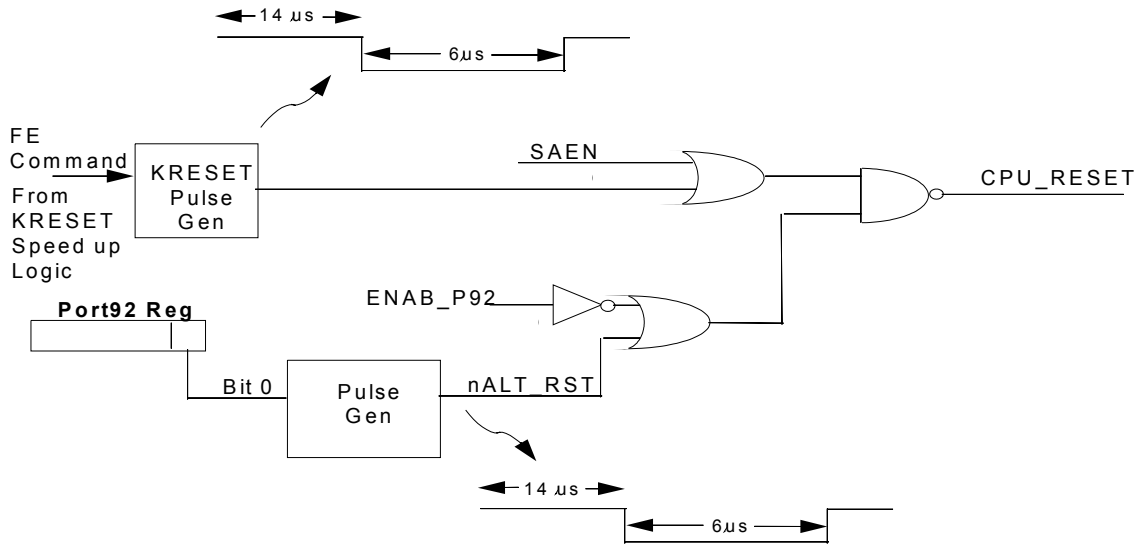 14 µs
6µs
FE
Command
From
KRESET
Speed up
Logic
KRESET
Pulse
Gen
SAEN
CPU_RESET
ENAB_P92
Port92 Reg
Bit 0
Pulse
Gen
nALT_RST
14 µs
6µs